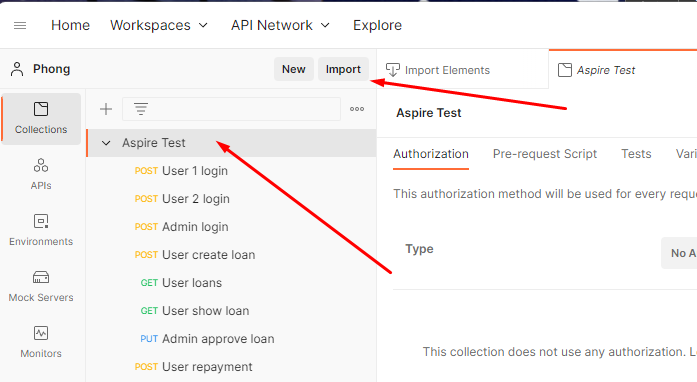 Home Workspaces API Network Explore
Phong New Import
Import Elements Aspire Test
Collections
APIs
Environments
Mock Servers
Monitors
Aspire Test
POST User 1 login
POST User 2 login
POST Admin login
POST User create loan
GET User loans
GET User show loan
PUT Admin approve loan
POST User repayment
Aspire Test
Authorization Pre-request Script Tests Vari
This authorization method will be used for every reque
Type No A
This collection does not use any authorization. L